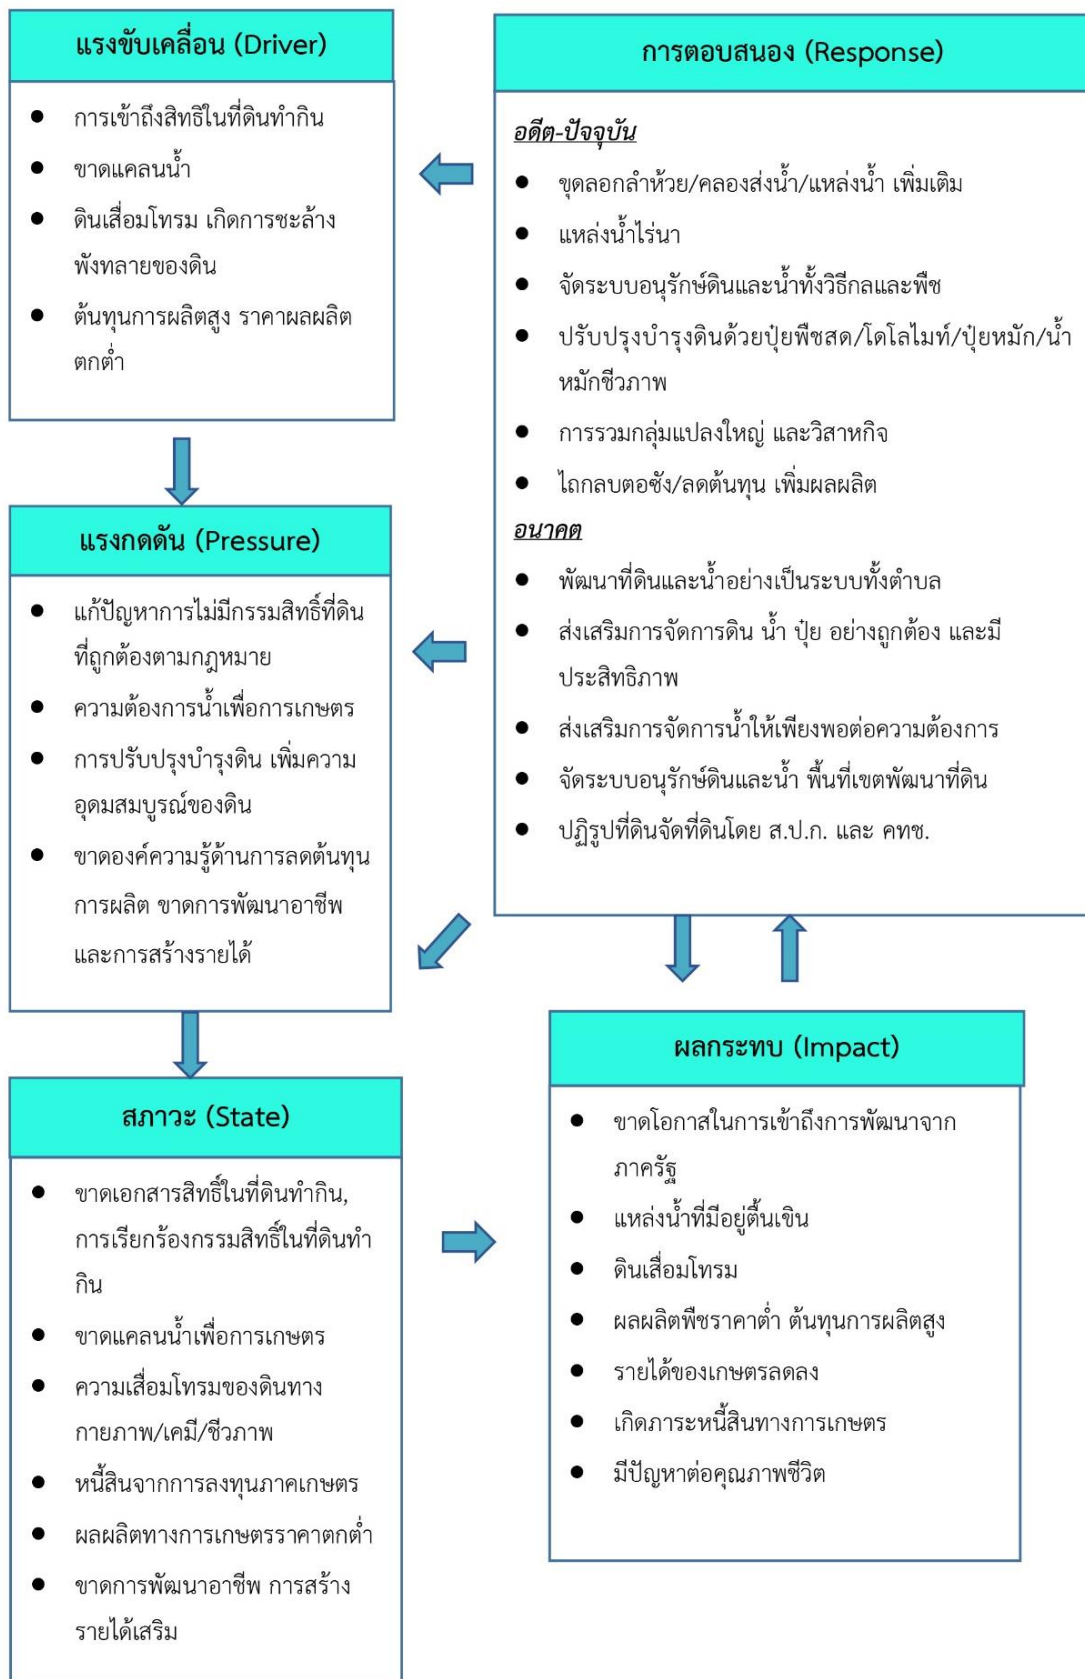 แรงขับเคลื่อน (Driver)
การเข้าถึงสิทธิในที่ดินทำกิน
ขาดแคลนน้ำ
ดินเสื่อมโทรม เกิดการชะล้าง
พังทลายของดิน
ต้นทุนการผลิตสูง ราคาผลผลิต
ตกต่ำ
แรงกดดัน (Pressure)
แก้ปัญหาการไม่มีกรรมสิทธิ์ที่ดิน
ที่ถูกต้องตามกฎหมาย
ความต้องการน้ำเพื่อการเกษตร
การปรับปรุงบำรุงดิน เพิ่มความ
อุดมสมบูรณ์ของดิน
ขาดองค์ความรู้ด้านการลดต้นทุน
การผลิต ขาดการพัฒนาอาชีพ
และการสร้างรายได้
สภาวะ (State)
ขาดเอกสารสิทธิ์ในที่ดินทำกิน,
การเรียกร้องกรรมสิทธิ์ในที่ดินทำ
กิน
ขาดแคลนน้ำเพื่อการเกษตร
ความเสื่อมโทรมของดินทาง
กายภาพ/เคมี/ชีวภาพ
หนี้สินจากการลงทุนภาคเกษตร
ผลผลิตทางการเกษตรราคาตกต่ำ
ขาดการพัฒนาอาชีพ การสร้าง
รายได้เสริม
การตอบสนอง (Response)
อดีต-ปัจจุบัน
ขุดลอกลำห้วย/คลองส่งน้ำ/แหล่งน้ำ เพิ่มเติม
แหล่งน้ำไร่นา
จัดระบบอนุรักษ์ดินและน้ำทั้งวิธีกลและพืช
ปรับปรุงบำรุงดินด้วยปุ๋ยพืชสด/โดโลไมท์/ปุ๋ยหมัก/น้ำ
หมักชีวภาพ
การรวมกลุ่มแปลงใหญ่ และวิสาหกิจ
ไถกลบตอซัง/ลดต้นทุน เพิ่มผลผลิต
อนาคต
พัฒนาที่ดินและน้ำอย่างเป็นระบบทั้งตำบล
ส่งเสริมการจัดการดิน น้ำ ปุ๋ย อย่างถูกต้อง และมี
ประสิทธิภาพ
ส่งเสริมการจัดการน้ำให้เพียงพอต่อความต้องการ
จัดระบบอนุรักษ์ดินและน้ำ พื้นที่เขตพัฒนาที่ดิน
ปฏิรูปที่ดินจัดที่ดินโดย ส.ป.ก. และ คทช.
ผลกระทบ (Impact)
ขาดโอกาสในการเข้าถึงการพัฒนาจาก
ภาครัฐ
แหล่งน้ำที่มีอยู่ตื้นเขิน
ดินเสื่อมโทรม
ผลผลิตพืชราคาต่ำ ต้นทุนการผลิตสูง
รายได้ของเกษตรลดลง
เกิดภาระหนี้สินทางการเกษตร
มีปัญหาต่อคุณภาพชีวิต